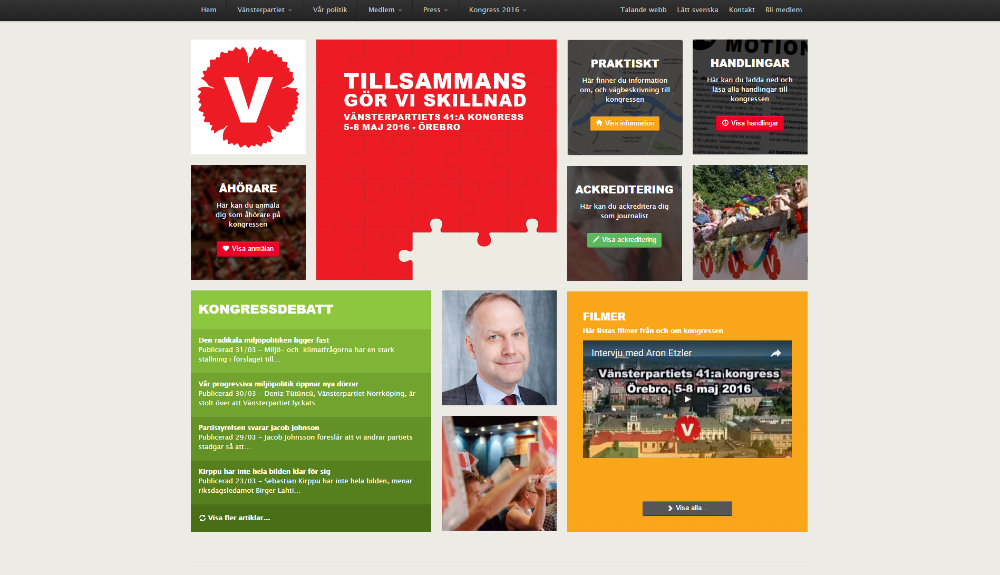 Hem
Vänsterpartiet
Vår politik
Medlem
Press
Kongress 2016
Talande webb
Lätt svenska
Kontakt
Bli medlem
V
TILLSAMMANS
GÖR VI SKILLNAD
VÄNSTERPARTIETS 41:A KONGRESS
5-8 MAJ 2016 - ÖREBRO
PRAKTISKT
Här finner du information
om, och vägbeskrivning till
kongressen
Visa information
MOTION
HANDLINGAR
Här kan du ladda ned och
läsa alla handlingar till
kongressen
Visa handlingar
A3 DANDERYD/TÄB
ÅHÖRARE
Här kan du anmäla
dig som åhörare på
kongressen
Visa anmälan
ACKREDITERING
Här kan du ackreditera dig
som journalist
Visa ackreditering
V V V
KONGRESSDEBATT
Den radikala miljöpolitiken ligger fast
Publicerad 31/03 - Miljö- och klimatfrågorna har en stark
ställning i förslaget till...
Vår progressiva miljöpolitik öppnar nya dörrar
Publicerad 30/03 - Deniz Tütüncü, Vänsterpartiet Norrköping, är
stolt över att Vänsterpartiet lyckats...
Partistyrelsen svarar Jacob Johnson
Publicerad 29/03 - Jacob Johnsson föreslår att vi ändrar partiets
stadgar så att...
Kirppu har inte hela bilden klar för sig
Publicerad 23/03 - Sebastian Kirppu har inte hela bilden, menar
riksdagsledamot Birger Lahti...
Visa fler artiklar...
FILMER
Här listas filmer från och om kongressen
Intervju med Aron Etzler
Vänsterpartiets 41:a kongress
Örebro, 5-8 maj 2016
V
Visa alla...